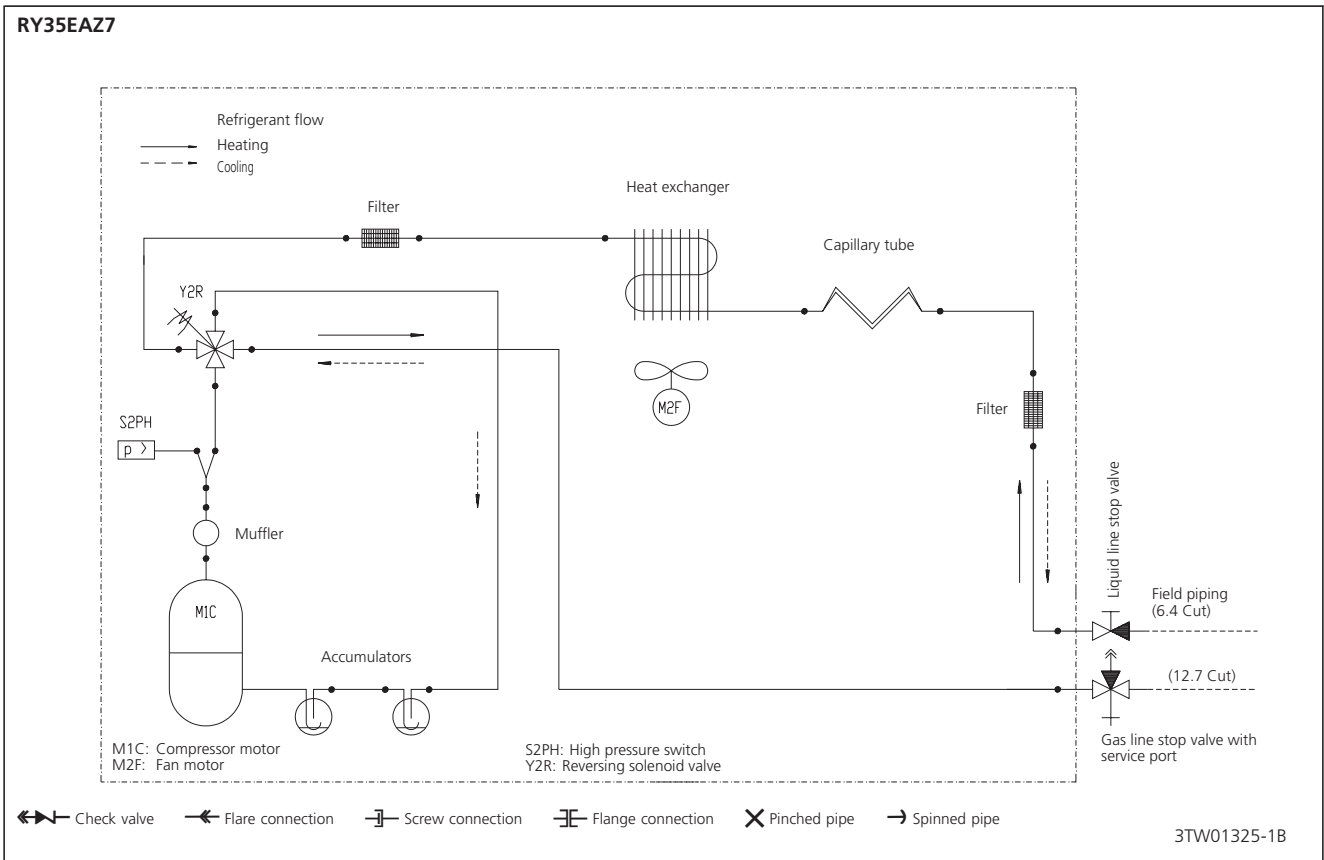 RY35EAZ7
Refrigerant flow
Heating
Cooling
Heat exchanger
Filter
Capillary tube
Y2R
M2F
Filter
S2PH
p >
Liquid line stop valve
Muffler
M1C
Field piping
(6.4 Cut)
Accumulators
(12.7 Cut)
Gas line stop valve with
service port
M1C: Compressor motor
M2F: Fan motor
S2PH: High pressure switch
Y2R: Reversing solenoid valve
Check valve
Flare connection
Screw connection
Flange connection
Pinched pipe
Spinned pipe
3TW01325-1B